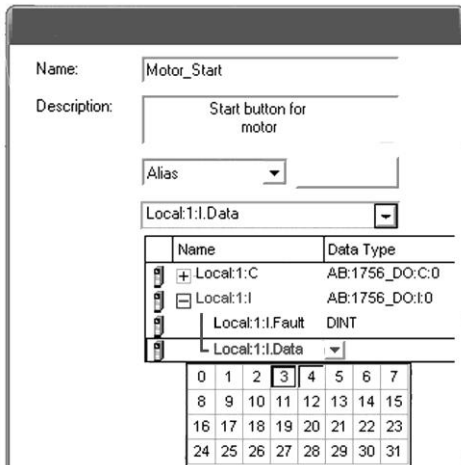 Name: Motor_Start
Description: Start button for
motor
Alias
Local:1:I.Data
Name Data Type
Local:1:C AB:1756_DO:C:0
Local:1:I AB:1756_DO:I:0
Local:1:I.Fault DINT
Local:1:I.Data
0 1 2 3 4 5 6 7
8 9 10 11 12 13 14 15
16 17 18 19 20 21 22 23
24 25 26 27 28 29 30 31